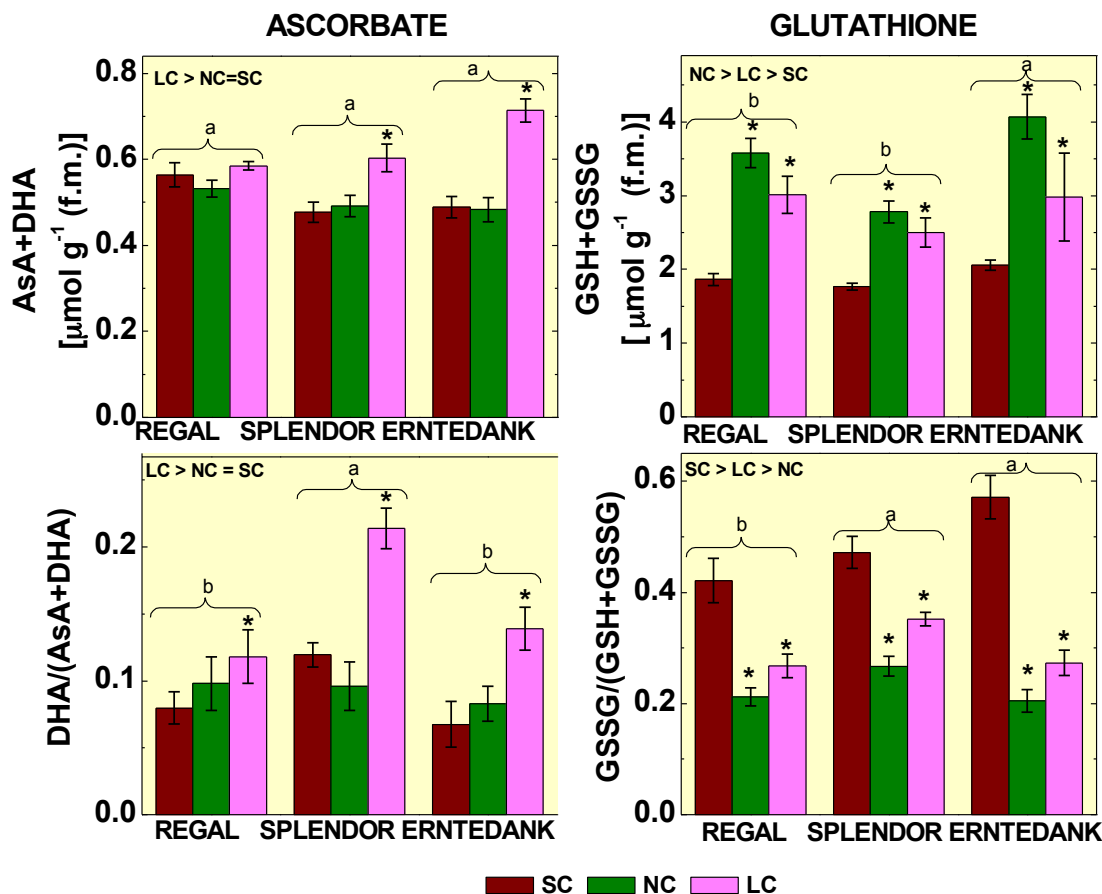 ASCORBATE
GLUTATHIONE
AsA+DHA
[μmol g-1 (f.m.)]
0.8
0.6
0.4
0.2
0.0
LC > NC=SC
a
a
*
a
*
REGAL SPLENDOR ERNTEDANK
GSH+GSSG
[ μmol g-1 (f.m.)]
4
3
2
1
0
NC > LC > SC
b
*
*
b
*
*
a
*
*
REGAL SPLENDOR ERNTEDANK
DHA/(AsA+DHA)
0.2
0.1
0.0
LC > NC = SC
b
*
a
*
b
*
REGAL SPLENDOR ERNTEDANK
GSSG/(GSH+GSSG)
0.6
0.4
0.2
0.0
SC > LC > NC
b
*
*
a
*
*
a
*
*
REGAL SPLENDOR ERNTEDANK
SC NC LC